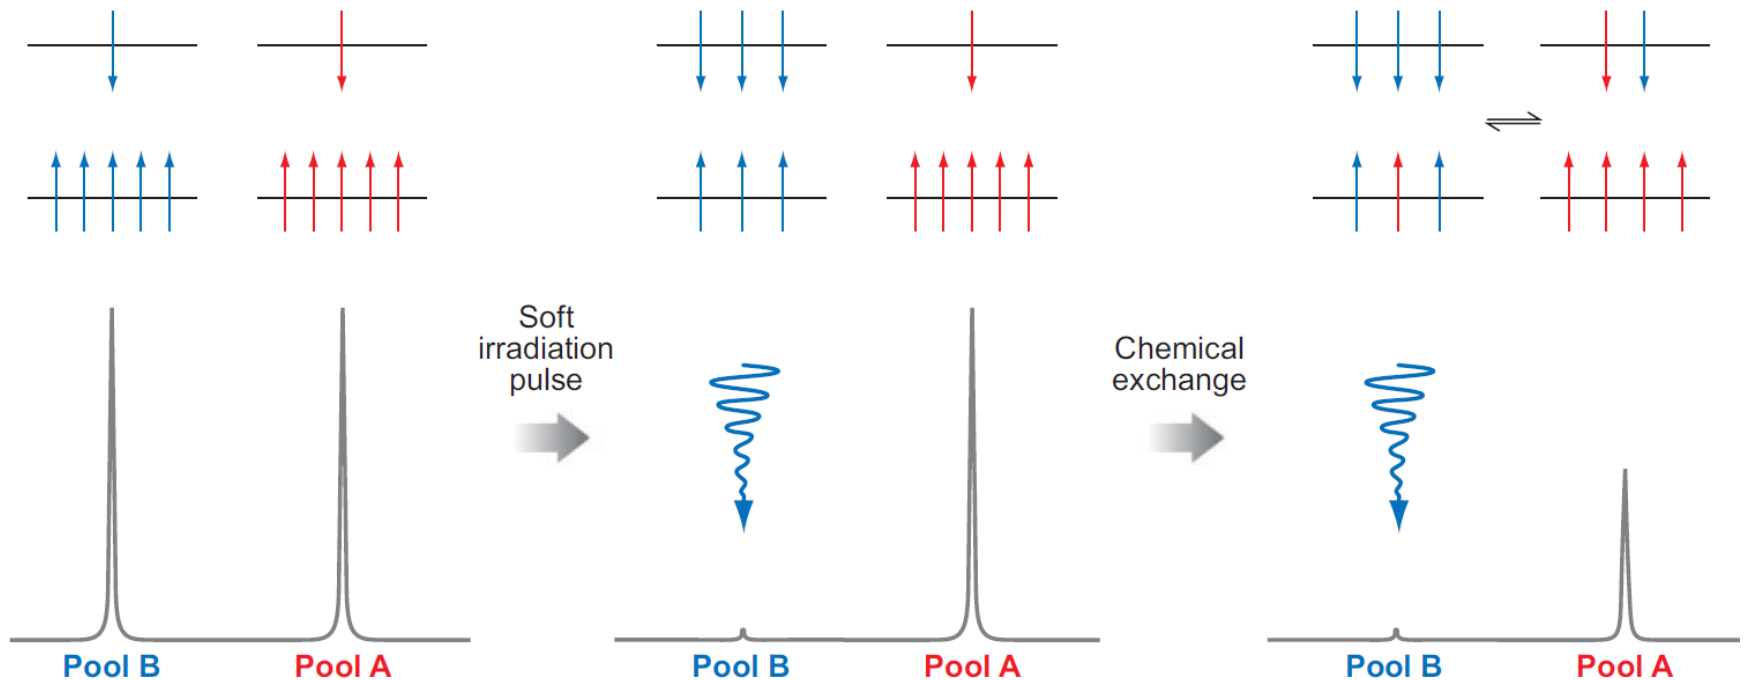 Soft
irradiation
pulse
Chemical
exchange
Pool B
Pool A
Pool B
Pool A
Pool B
Pool A